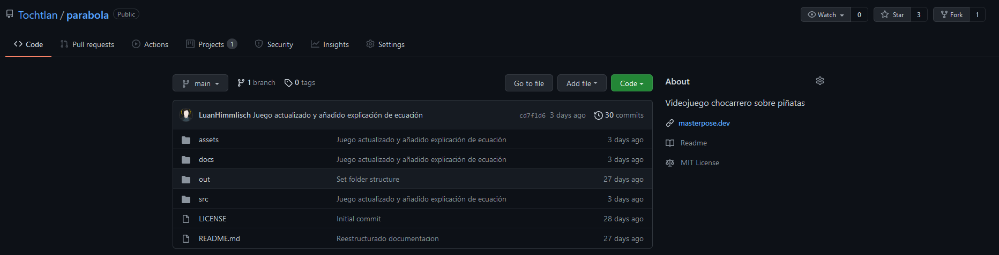 Tochtlan / parabola Public Watch 0 Star 3 Fork 1
Code Pull requests Actions Projects 1 Security Insights Settings
main 1 branch 0 tags Go to file Add file Code
LuanHimmlisch Juego actualizado y añadido explicación de ecuación cd7f1d6 3 days ago 30 commits
assets Juego actualizado y añadido explicación de ecuación 3 days ago
docs Juego actualizado y añadido explicación de ecuación 3 days ago
out Set folder structure 27 days ago
src Juego actualizado y añadido explicación de ecuación 3 days ago
LICENSE Initial commit 28 days ago
README.md Reestructurado documentacion 27 days ago
About
Videojuego chocarrero sobre piñatas
masterpose.dev
Readme
MIT License